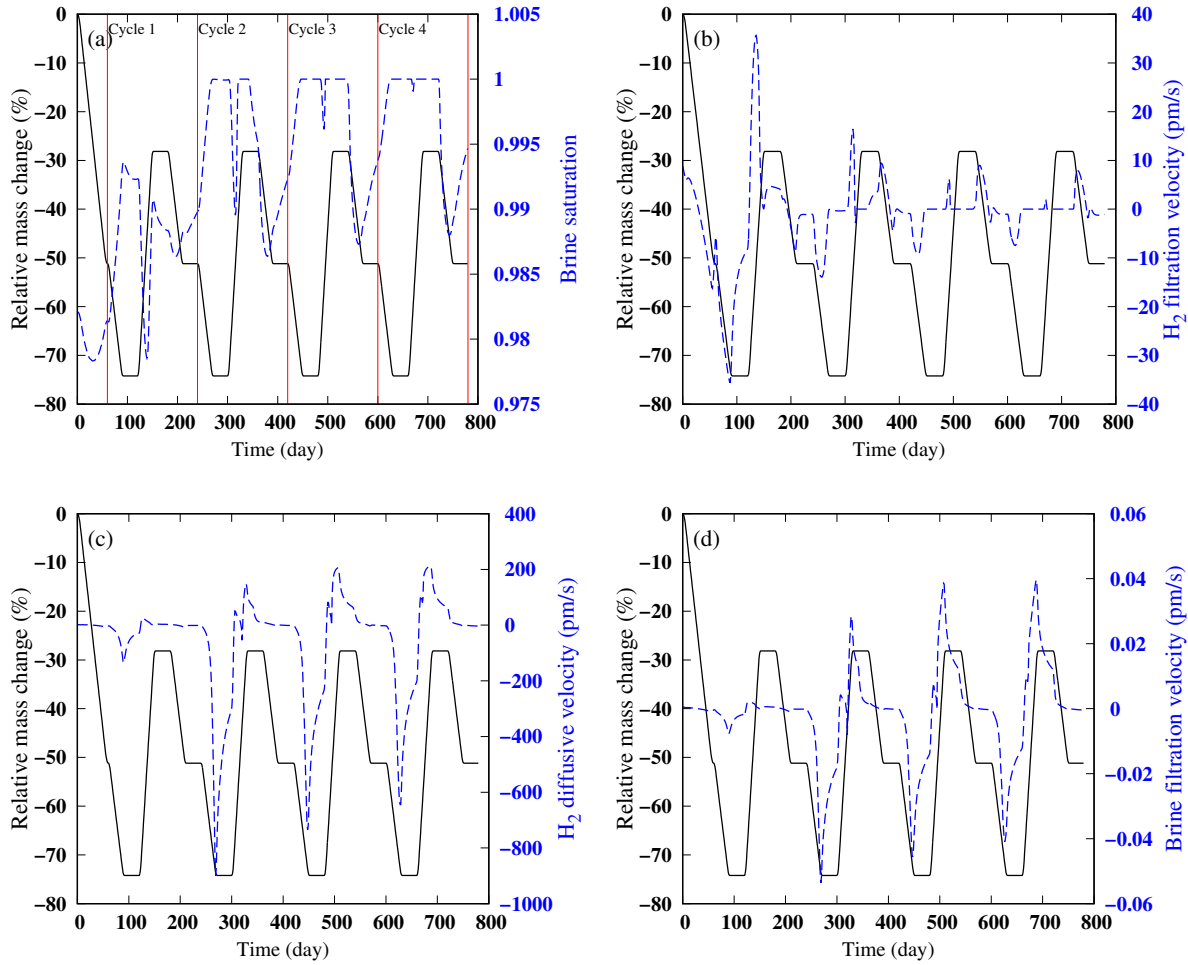 (a)
Cycle 1
Cycle 2
Cycle 3
Cycle 4
0
−10
−20
−30
−40
−50
−60
−70
−80
Relative mass change (%)
0 100 200 300 400 500 600 700 800
Time (day)
1.005
1
0.995
0.99
0.985
0.98
0.975
Brine saturation
(b)
0
−10
−20
−30
−40
−50
−60
−70
−80
Relative mass change (%)
0 100 200 300 400 500 600 700 800
Time (day)
40
30
20
10
0
−10
−20
−30
−40
H₂ filtration velocity (pm/s)
(c)
0
−10
−20
−30
−40
−50
−60
−70
−80
Relative mass change (%)
0 100 200 300 400 500 600 700 800
Time (day)
400
200
0
−200
−400
−600
−800
−1000
H₂ diffusive velocity (pm/s)
(d)
0
−10
−20
−30
−40
−50
−60
−70
−80
Relative mass change (%)
0 100 200 300 400 500 600 700 800
Time (day)
0.06
0.04
0.02
0
−0.02
−0.04
−0.06
Brine filtration velocity (pm/s)